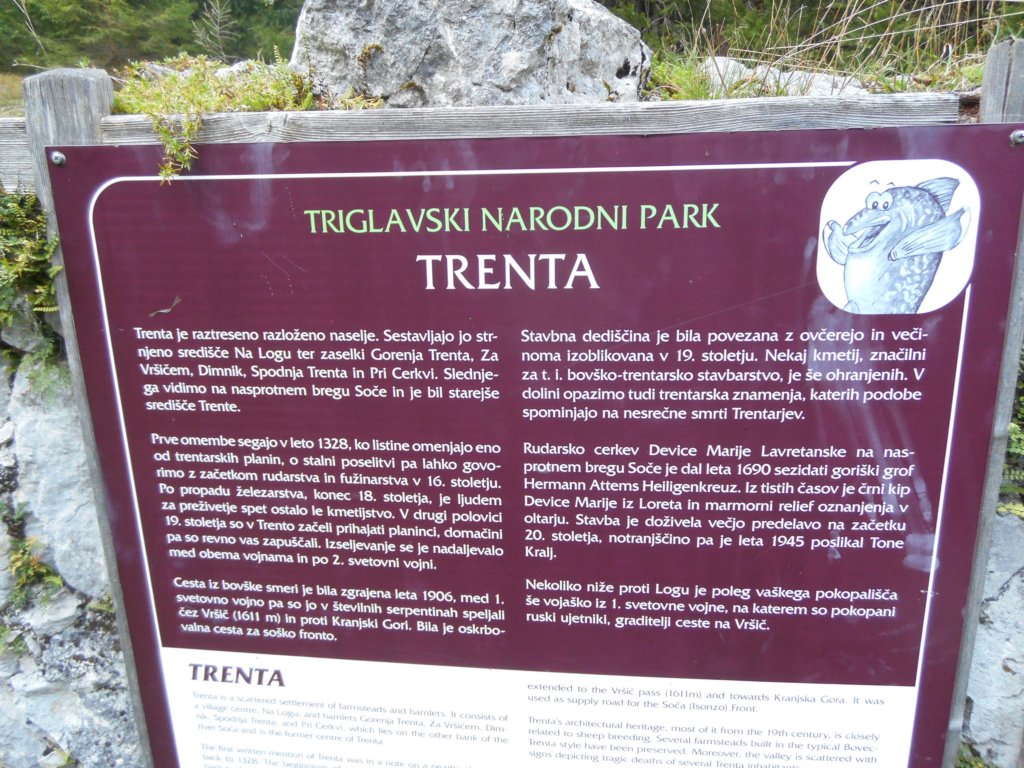 TRIGLAVSKI NARODNI PARK
TRENTA
Trenta je raztreseno razloženo naselje. Sestavljajo jo str-
njeno središče Na Logu ter zaselki Gorenja Trenta, Za
Vršičem, Dimnik, Spodnja Trenta in Pri Cerkvi. Slednje-
ga vidimo na nasprotnem bregu Soče in je bil starejše
središče Trente.
Prve omembe segajo v leto 1328, ko listine omenjajo eno
od trentarskih planin, o stalni poselitvi pa lahko govo-
rimo z začetkom rudarstva in fužinarstva v 16. stoletju.
Po propadu železarstva, konec 18. stoletja, je ljudem
za preživetje spet ostalo le kmetijstvo. V drugi polovici
19. stoletja so v Trento začeli prihajati planinci, domačini
pa so revno vas zapuščali. Izseljevanje se je nadaljevalo
med obema vojnama in po 2. svetovni vojni.
Cesta iz bovške smeri je bila zgrajena leta 1906, med 1.
svetovno vojno pa so jo v številnih serpentinah speljali
čez Vršič (1611 m) in proti Kranjski Gori. Bila je oskrbo-
valna cesta za soško fronto.
Stavbna dediščina je bila povezana z ovčerejo in veči-
noma izoblikovana v 19. stoletju. Nekaj kmetij, značilni
za t. i. bovško-trentarsko stavbarstvo, je še ohranjenih. V
dolini opazimo tudi trentarska znamenja, katerih podobe
spominjajo na nesrečne smrti Trentarjev.
Rudarsko cerkev Device Marije Lavretanske na nas-
protnem bregu Soče je dal leta 1690 sezidati goriški grof
Hermann Attems Heiligenkreuz. Iz tistih časov je črni kip
Device Marije iz Loreta in marmorni relief oznanjenja v
oltarju. Stavba je doživela večjo predelavo na začetku
20. stoletja, notranjščino pa je leta 1945 poslikal Tone
Kralj.
Nekoliko niže proti Logu je poleg vaškega pokopališča
še vojaško iz 1. svetovne vojne, na katerem so pokopani
ruski ujetniki, graditelji ceste na Vršič.
TRENTA
Trenta is a scattered settlement of farmsteads and hamlets. It consists of
a village centre, Na Logu, and hamlets Gorenja Trenta, Za Vršičem, Dim-
nik, Spodnja Trenta, and Pri Cerkvi, which lies on the other bank of the
river Soča and is the former centre of Trenta.
The first written mention of Trenta was in a note on a nearby
back to 1328. The beginnings of
extended to the Vršič pass (1611m) and towards Kranjska Gora. It was
used as supply road for the Soča (Isonzo) Front.
Trenta's architectural heritage, most of it from the 19th century, is closely
related to sheep breeding. Several farmsteads built in the typical Bovec-
Trenta style have been preserved. Moreover, the valley is scattered with
signs depicting tragic deaths of several Trenta inhabitants.